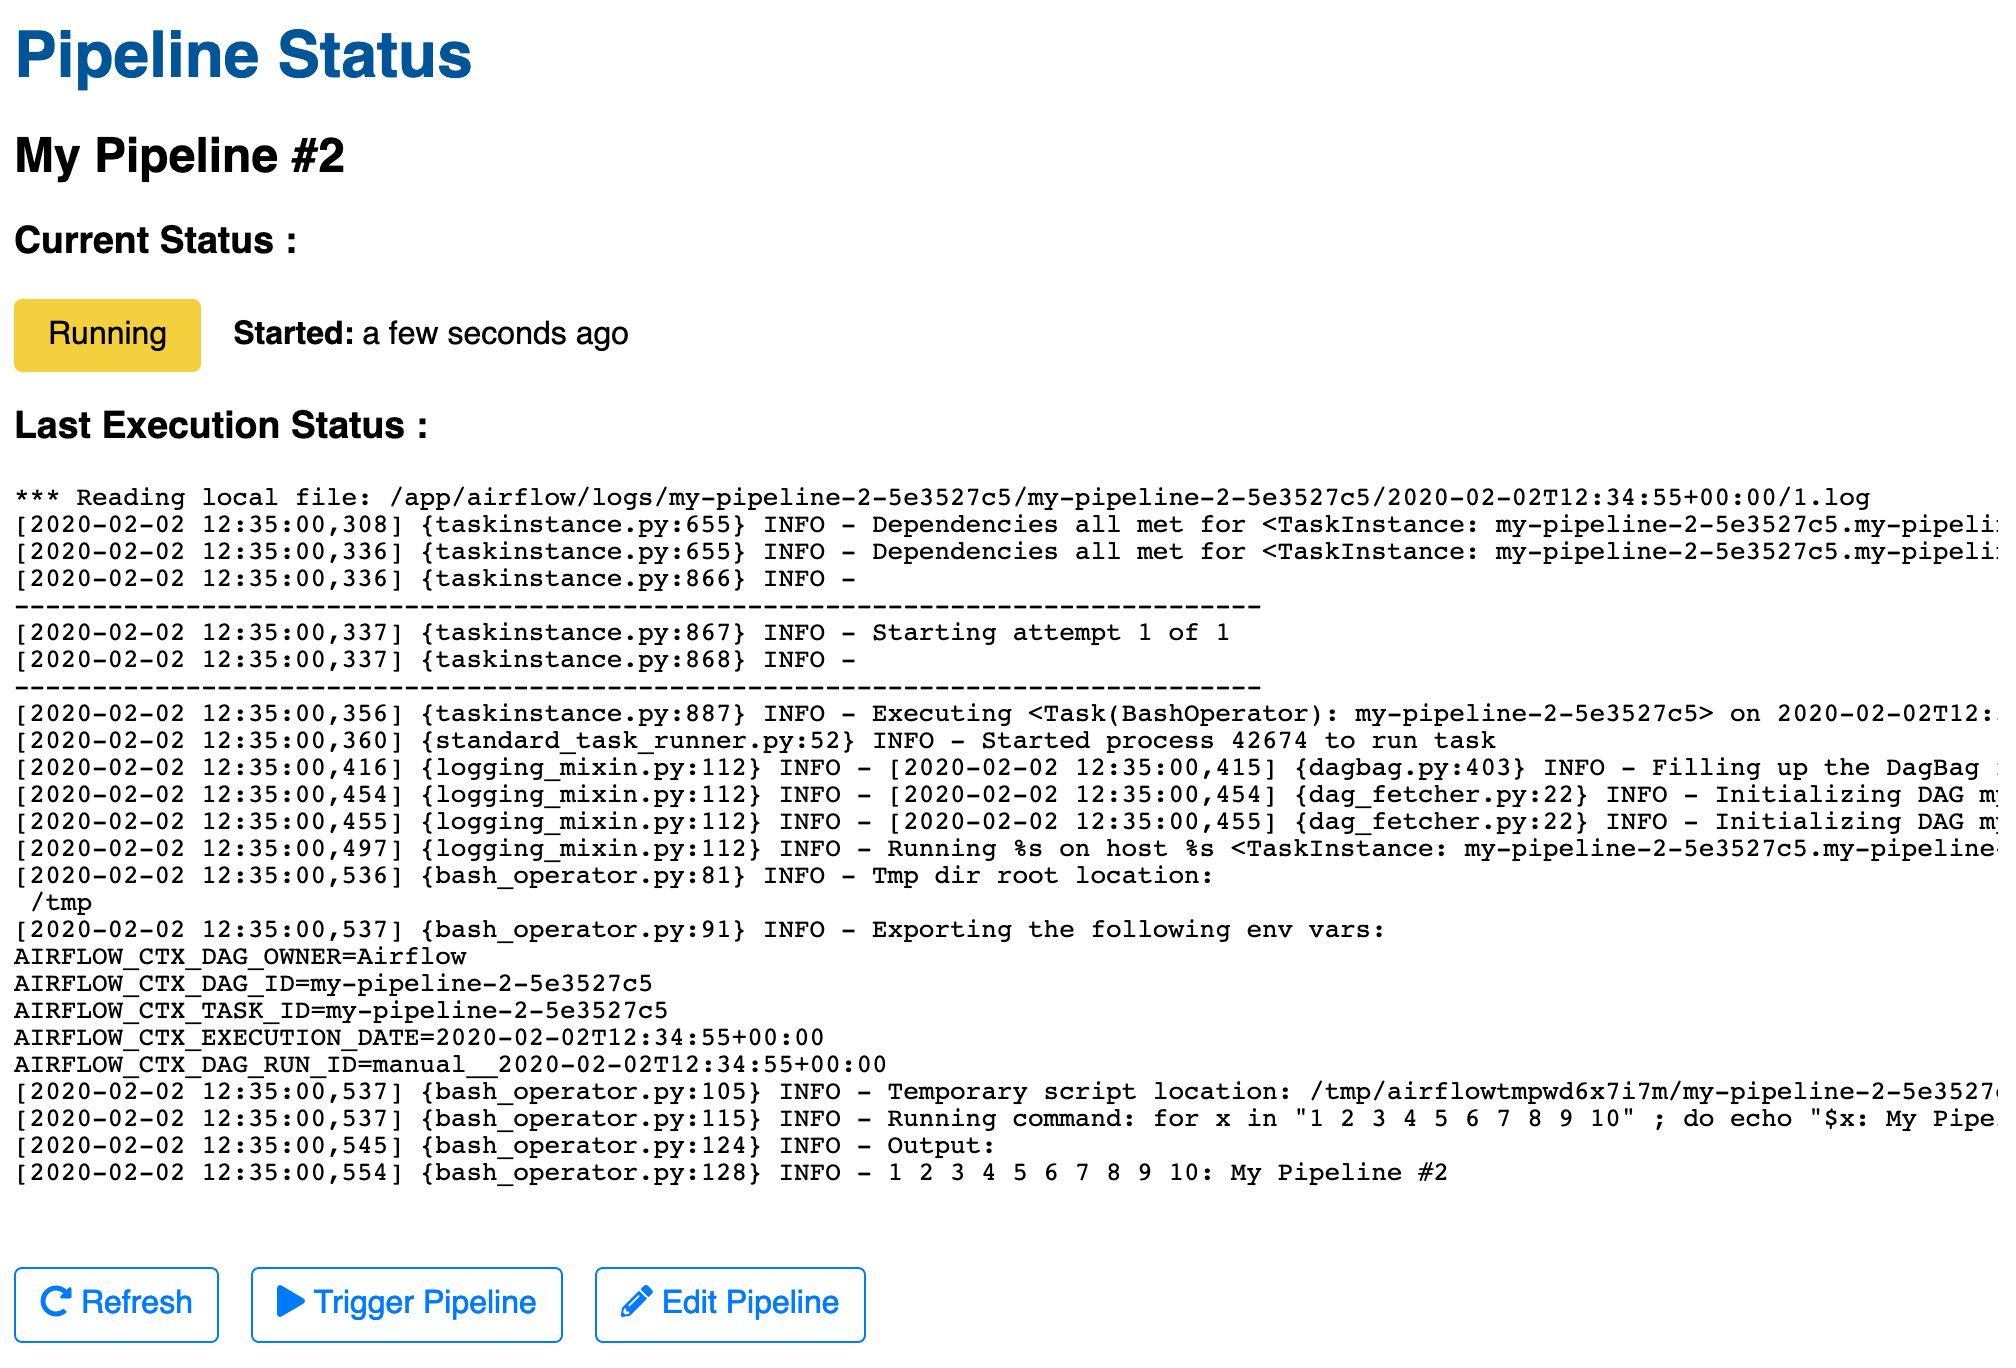 Pipeline Status
My Pipeline #2
Current Status :
Running Started: a few seconds ago
Last Execution Status :
*** Reading local file: /app/airflow/logs/my-pipeline-2-5e3527c5/my-pipeline-2-5e3527c5/2020-02-02T12:34:55+00:00/1.log
[2020-02-02 12:35:00,308] {taskinstance.py:655} INFO - Dependencies all met for <TaskInstance: my-pipeline-2-5e3527c5.my-pipeli
[2020-02-02 12:35:00,336] {taskinstance.py:655} INFO - Dependencies all met for <TaskInstance: my-pipeline-2-5e3527c5.my-pipeli
[2020-02-02 12:35:00,336] {taskinstance.py:866} INFO -
--------------------------------------------------------------------------------
[2020-02-02 12:35:00,337] {taskinstance.py:867} INFO - Starting attempt 1 of 1
[2020-02-02 12:35:00,337] {taskinstance.py:868} INFO -
--------------------------------------------------------------------------------
[2020-02-02 12:35:00,356] {taskinstance.py:887} INFO - Executing <Task(BashOperator): my-pipeline-2-5e3527c5> on 2020-02-02T12:
[2020-02-02 12:35:00,360] {standard_task_runner.py:52} INFO - Started process 42674 to run task
[2020-02-02 12:35:00,416] {logging_mixin.py:112} INFO - [2020-02-02 12:35:00,415] {dagbag.py:403} INFO - Filling up the DagBag
[2020-02-02 12:35:00,454] {logging_mixin.py:112} INFO - [2020-02-02 12:35:00,454] {dag_fetcher.py:22} INFO - Initializing DAG my
[2020-02-02 12:35:00,455] {logging_mixin.py:112} INFO - [2020-02-02 12:35:00,455] {dag_fetcher.py:22} INFO - Initializing DAG my
[2020-02-02 12:35:00,497] {logging_mixin.py:112} INFO - Running %s on host %s <TaskInstance: my-pipeline-2-5e3527c5.my-pipeline-
[2020-02-02 12:35:00,536] {bash_operator.py:81} INFO - Tmp dir root location:
/tmp
[2020-02-02 12:35:00,537] {bash_operator.py:91} INFO - Exporting the following env vars:
AIRFLOW_CTX_DAG_OWNER=Airflow
AIRFLOW_CTX_DAG_ID=my-pipeline-2-5e3527c5
AIRFLOW_CTX_TASK_ID=my-pipeline-2-5e3527c5
AIRFLOW_CTX_EXECUTION_DATE=2020-02-02T12:34:55+00:00
AIRFLOW_CTX_DAG_RUN_ID=manual__2020-02-02T12:34:55+00:00
[2020-02-02 12:35:00,537] {bash_operator.py:105} INFO - Temporary script location: /tmp/airflowtmpwd6x7i7m/my-pipeline-2-5e3527c
[2020-02-02 12:35:00,537] {bash_operator.py:115} INFO - Running command: for x in "1 2 3 4 5 6 7 8 9 10" ; do echo "$x: My Pipe
[2020-02-02 12:35:00,545] {bash_operator.py:124} INFO - Output:
[2020-02-02 12:35:00,554] {bash_operator.py:128} INFO - 1 2 3 4 5 6 7 8 9 10: My Pipeline #2
Refresh Trigger Pipeline Edit Pipeline